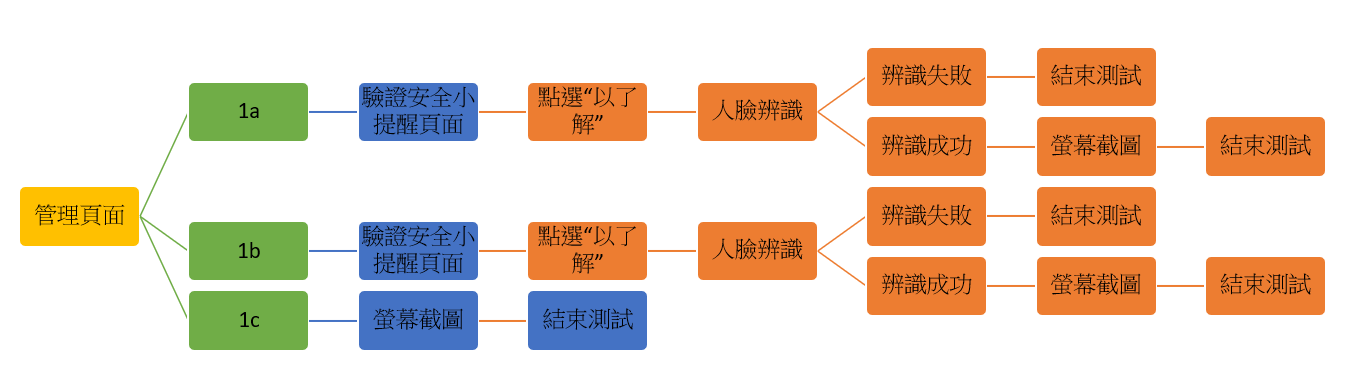 管理頁面
1a
驗證安全小
提醒頁面
點選“以了
解”
人臉辨識
辨識失敗
結束測試
辨識成功
螢幕截圖
結束測試
1b
驗證安全小
提醒頁面
點選“以了
解”
人臉辨識
辨識失敗
結束測試
辨識成功
螢幕截圖
結束測試
1c
螢幕截圖
結束測試